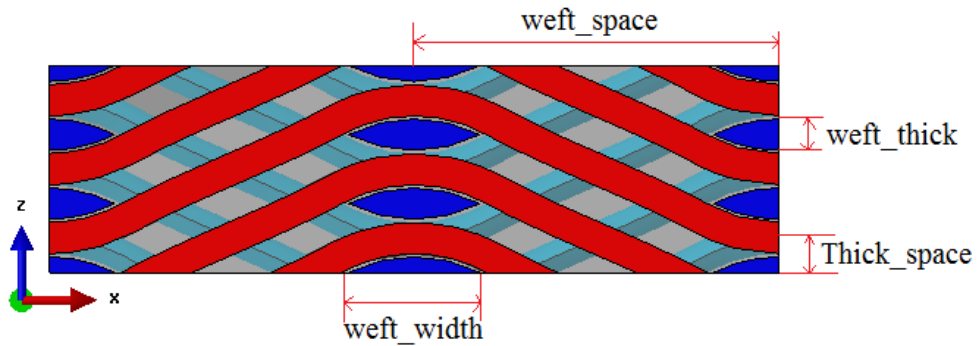 weft_space
weft_thick
z
Thick_space
x
weft_width